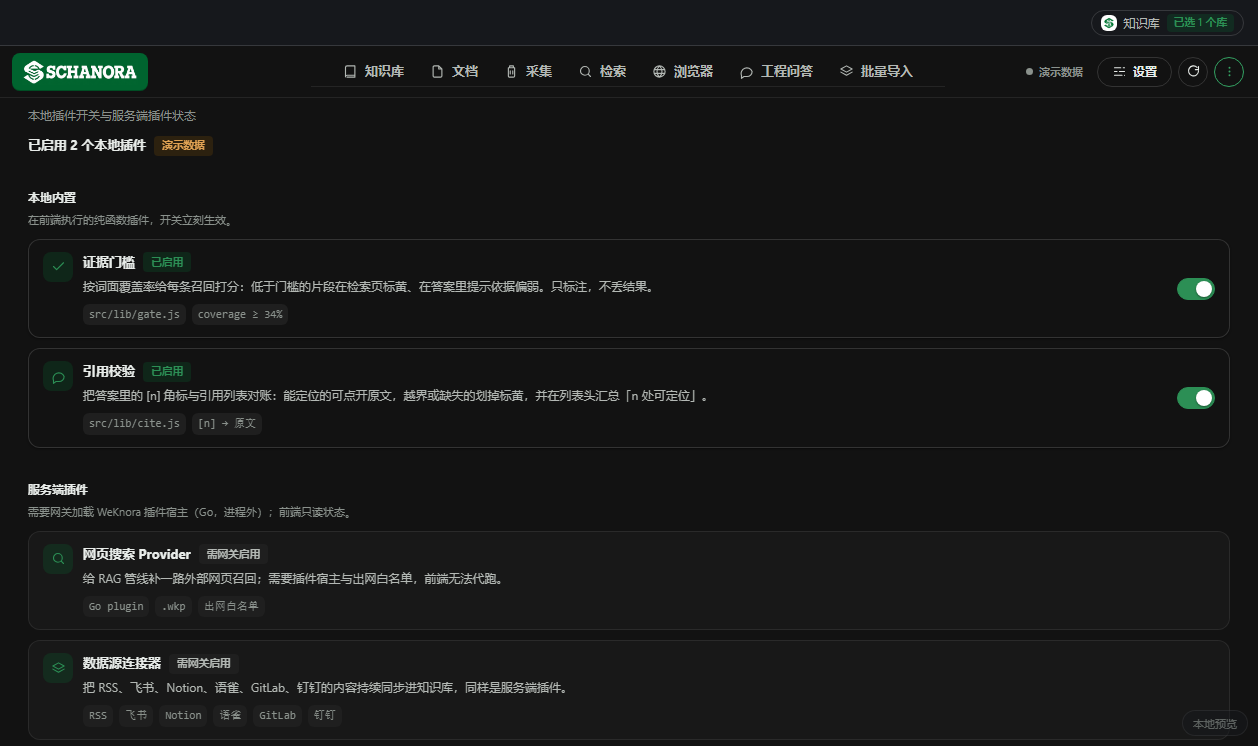 知识库 已选 1 个库
SCHANORA
知识库 文档 采集 检索 浏览器 工程问答 批量导入
演示数据 设置
本地插件开关与服务端插件状态
已启用 2 个本地插件 演示数据
本地内置
在前端执行的纯函数插件，开关立刻生效。
证据门槛 已启用
按词面覆盖率给每条召回打分：低于门槛的片段在检索页标黄、在答案里提示依据偏弱。只标注，不丢结果。
src/lib/gate.js coverage ≥ 34%
引用校验 已启用
把答案里的 [n] 角标与引用列表对账：能定位的可点开原文，越界或缺失的划掉标黄，并在列表头汇总「n 处可定位」。
src/lib/cite.js [n] → 原文
服务端插件
需要网关加载 WeKnora 插件宿主（Go，进程外）；前端只读状态。
网页搜索 Provider 需网关启用
给 RAG 管线补一路外部网页召回；需要插件宿主与出网白名单，前端无法代跑。
Go plugin .wkp 出网白名单
数据源连接器 需网关启用
把 RSS、飞书、Notion、语雀、GitLab、钉钉的内容持续同步进知识库，同样是服务端插件。
RSS 飞书 Notion 语雀 GitLab 钉钉
本地预览